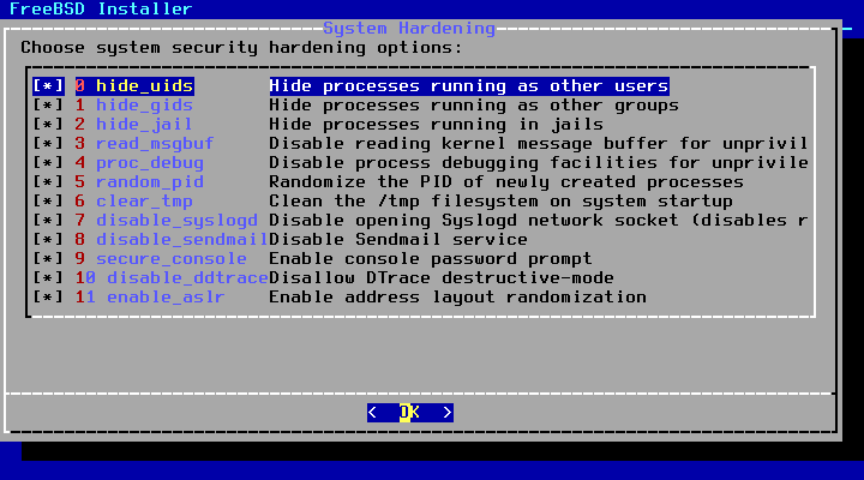 FreeBSD Installer
System Hardening
Choose system security hardening options:
[*] 0 hide_uids Hide processes running as other users
[*] 1 hide_gids Hide processes running as other groups
[*] 2 hide_jail Hide processes running in jails
[*] 3 read_msgbuf Disable reading kernel message buffer for unprivil
[*] 4 proc_debug Disable process debugging facilities for unprivile
[*] 5 random_pid Randomize the PID of newly created processes
[*] 6 clear_tmp Clean the /tmp filesystem on system startup
[*] 7 disable_syslogd Disable opening Syslogd network socket (disables r
[*] 8 disable_sendmailDisable Sendmail service
[*] 9 secure_console Enable console password prompt
[*] 10 disable_ddtraceDisallow DTrace destructive-mode
[*] 11 enable_aslr Enable address layout randomization
< OK >